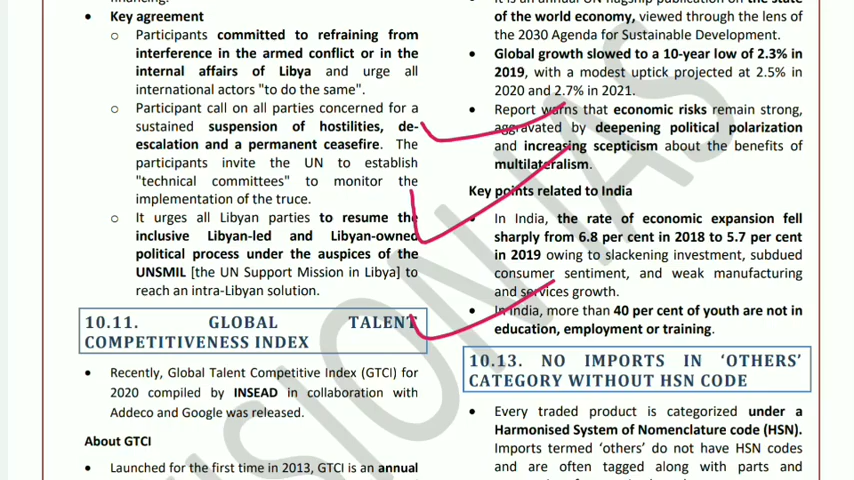 financing.
• Key agreement
o Participants committed to refraining from
interference in the armed conflict or in the
internal affairs of Libya and urge all
international actors "to do the same".
o Participant call on all parties concerned for a
sustained suspension of hostilities, de-
escalation and a permanent ceasefire. The
participants invite the UN to establish
"technical committees" to monitor the
implementation of the truce.
o It urges all Libyan parties to resume the
inclusive Libyan-led and Libyan-owned
political process under the auspices of the
UNSMIL [the UN Support Mission in Libya] to
reach an intra-Libyan solution.
10.11. GLOBAL TALENT
COMPETITIVENESS INDEX
• Recently, Global Talent Competitive Index (GTCI) for
2020 compiled by INSEAD in collaboration with
Addeco and Google was released.
About GTCI
• Launched for the first time in 2013, GTCI is an annual
• It is an annual UN flagship publication on the state
of the world economy, viewed through the lens of
the 2030 Agenda for Sustainable Development.
• Global growth slowed to a 10-year low of 2.3% in
2019, with a modest uptick projected at 2.5% in
2020 and 2.7% in 2021.
• Report warns that economic risks remain strong,
aggravated by deepening political polarization
and increasing scepticism about the benefits of
multilateralism.
Key points related to India
• In India, the rate of economic expansion fell
sharply from 6.8 per cent in 2018 to 5.7 per cent
in 2019 owing to slackening investment, subdued
consumer sentiment, and weak manufacturing
and services growth.
• In India, more than 40 per cent of youth are not in
education, employment or training.
10.13. NO IMPORTS IN ‘OTHERS’
CATEGORY WITHOUT HSN CODE
• Every traded product is categorized under a
Harmonised System of Nomenclature code (HSN).
Imports termed ‘others’ do not have HSN codes
and are often tagged along with parts and
VISION IAS